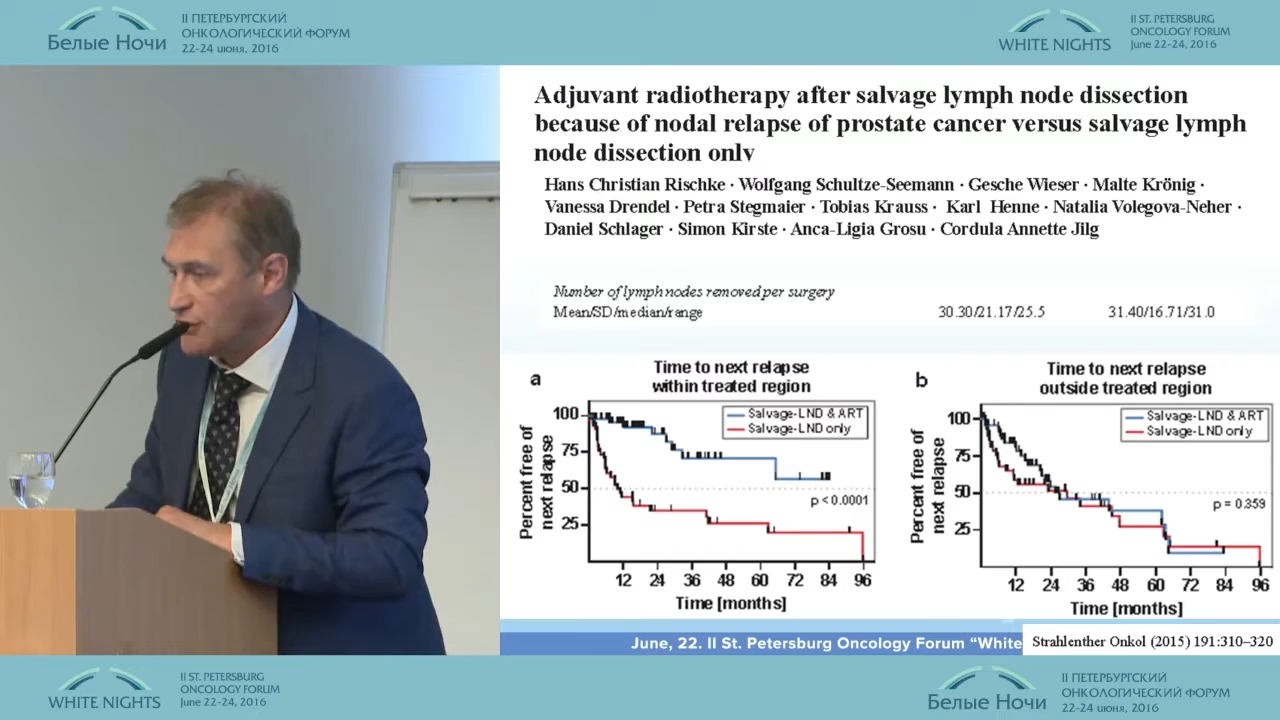 Белые Ночи
II ПЕТЕРБУРГСКИЙ
ОНКОЛОГИЧЕСКИЙ ФОРУМ
22-24 июня, 2016
WHITE NIGHTS
II ST. PETERSBURG
ONCOLOGY FORUM
June 22-24, 2016
Adjuvant radiotherapy after salvage lymph node dissection
because of nodal relapse of prostate cancer versus salvage lymph
node dissection only
Hans Christian Rischke · Wolfgang Schultze-Seemann · Gesche Wieser · Malte Krönig ·
Vanessa Drendel · Petra Stegmaier · Tobias Krauss · Karl Henne · Natalia Volegova-Neher ·
Daniel Schlager · Simon Kirste · Anca-Ligia Grosu · Cordula Annette Jilg
Number of lymph nodes removed per surgery
Mean/SD/median/range 30.30/21.17/25.5 31.40/16.71/31.0
a
Time to next relapse
within treated region
Salvage-LND & ART
Salvage-LND only
Percent free of
next relapse
100
75
50
25
p < 0.0001
12 24 36 48 60 72 84 96
Time [months]
b
Time to next relapse
outside treated region
Salvage-LND & ART
Salvage-LND only
Percent free of
next relapse
100
75
50
25
p = 0.359
12 24 36 48 60 72 84 96
Time [months]
June, 22. II St. Petersburg Oncology Forum “White
Strahlenther Onkol (2015) 191:310–320
WHITE NIGHTS
II ST. PETERSBURG
ONCOLOGY FORUM
June 22-24, 2016
Белые Ночи
II ПЕТЕРБУРГСКИЙ
ОНКОЛОГИЧЕСКИЙ ФОРУМ
22-24 июня, 2016